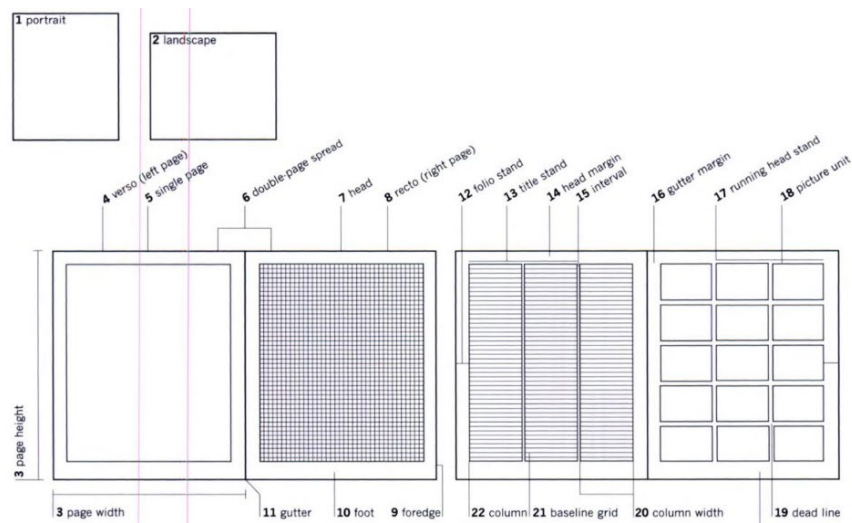 1 portrait
2 landscape
4 verso (left page)
5 single page
6 double-page spread
7 head
8 recto (right page)
12 folio stand
13 title stand
14 head margin
15 interval
16 gutter margin
17 running head stand
18 picture unit
3 page height
3 page width
11 gutter
10 foot
9 foredge
22 column
21 baseline grid
20 column width
19 dead line